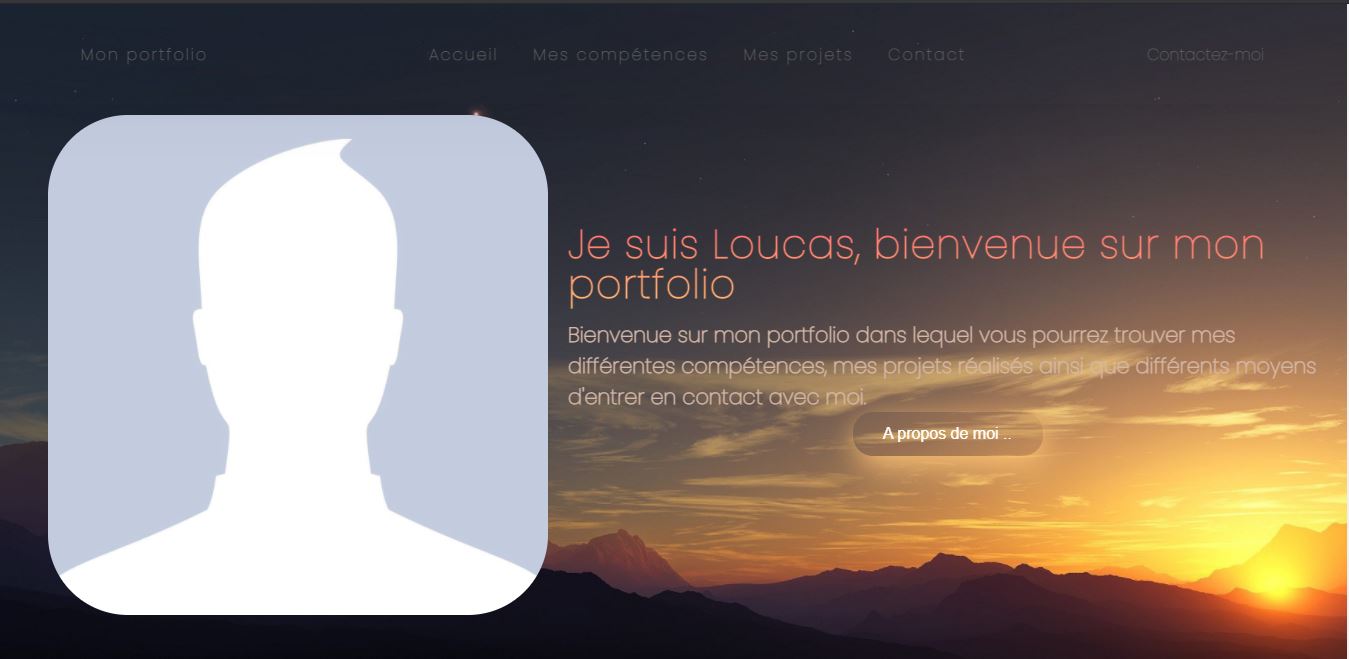 Mon portfolio Accueil Mes compétences Mes projets Contact Contactez-moi
Je suis Loucas, bienvenue sur mon
portfolio
Bienvenue sur mon portfolio dans lequel vous pourrez trouver mes
différentes compétences, mes projets réalisés ainsi que différents moyens
d'entrer en contact avec moi.
A propos de moi ..